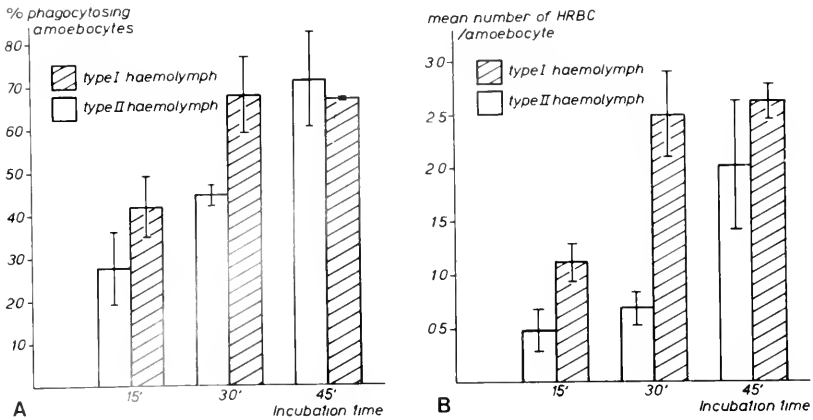 % phagocytosing
amoebocytes
80
70
60
50
40
30
20
10
type I haemolymph
type II haemolymph
15' 30' 45'
A Incubation time
mean number of HRBC
/amoebocyte
3.0
2.5
2.0
1.5
1.0
0.5
type I haemolymph
type II haemolymph
15' 30' 45'
B Incubation time